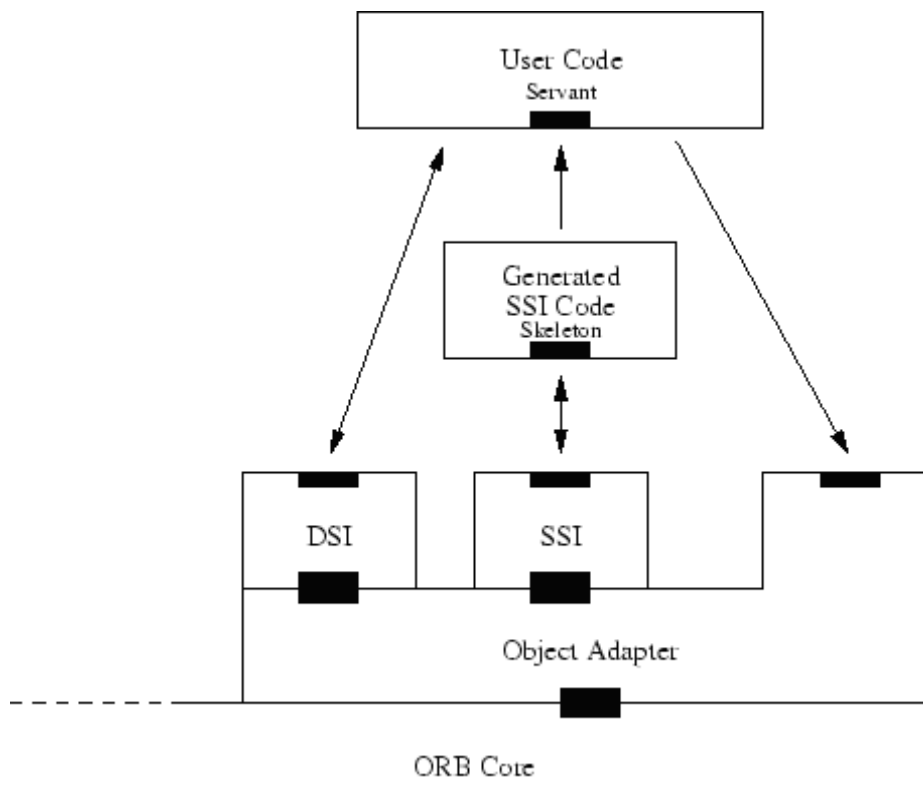 User Code
Servant
Generated
SSI Code
Skeleton
DSI
SSI
Object Adapter
ORB Core